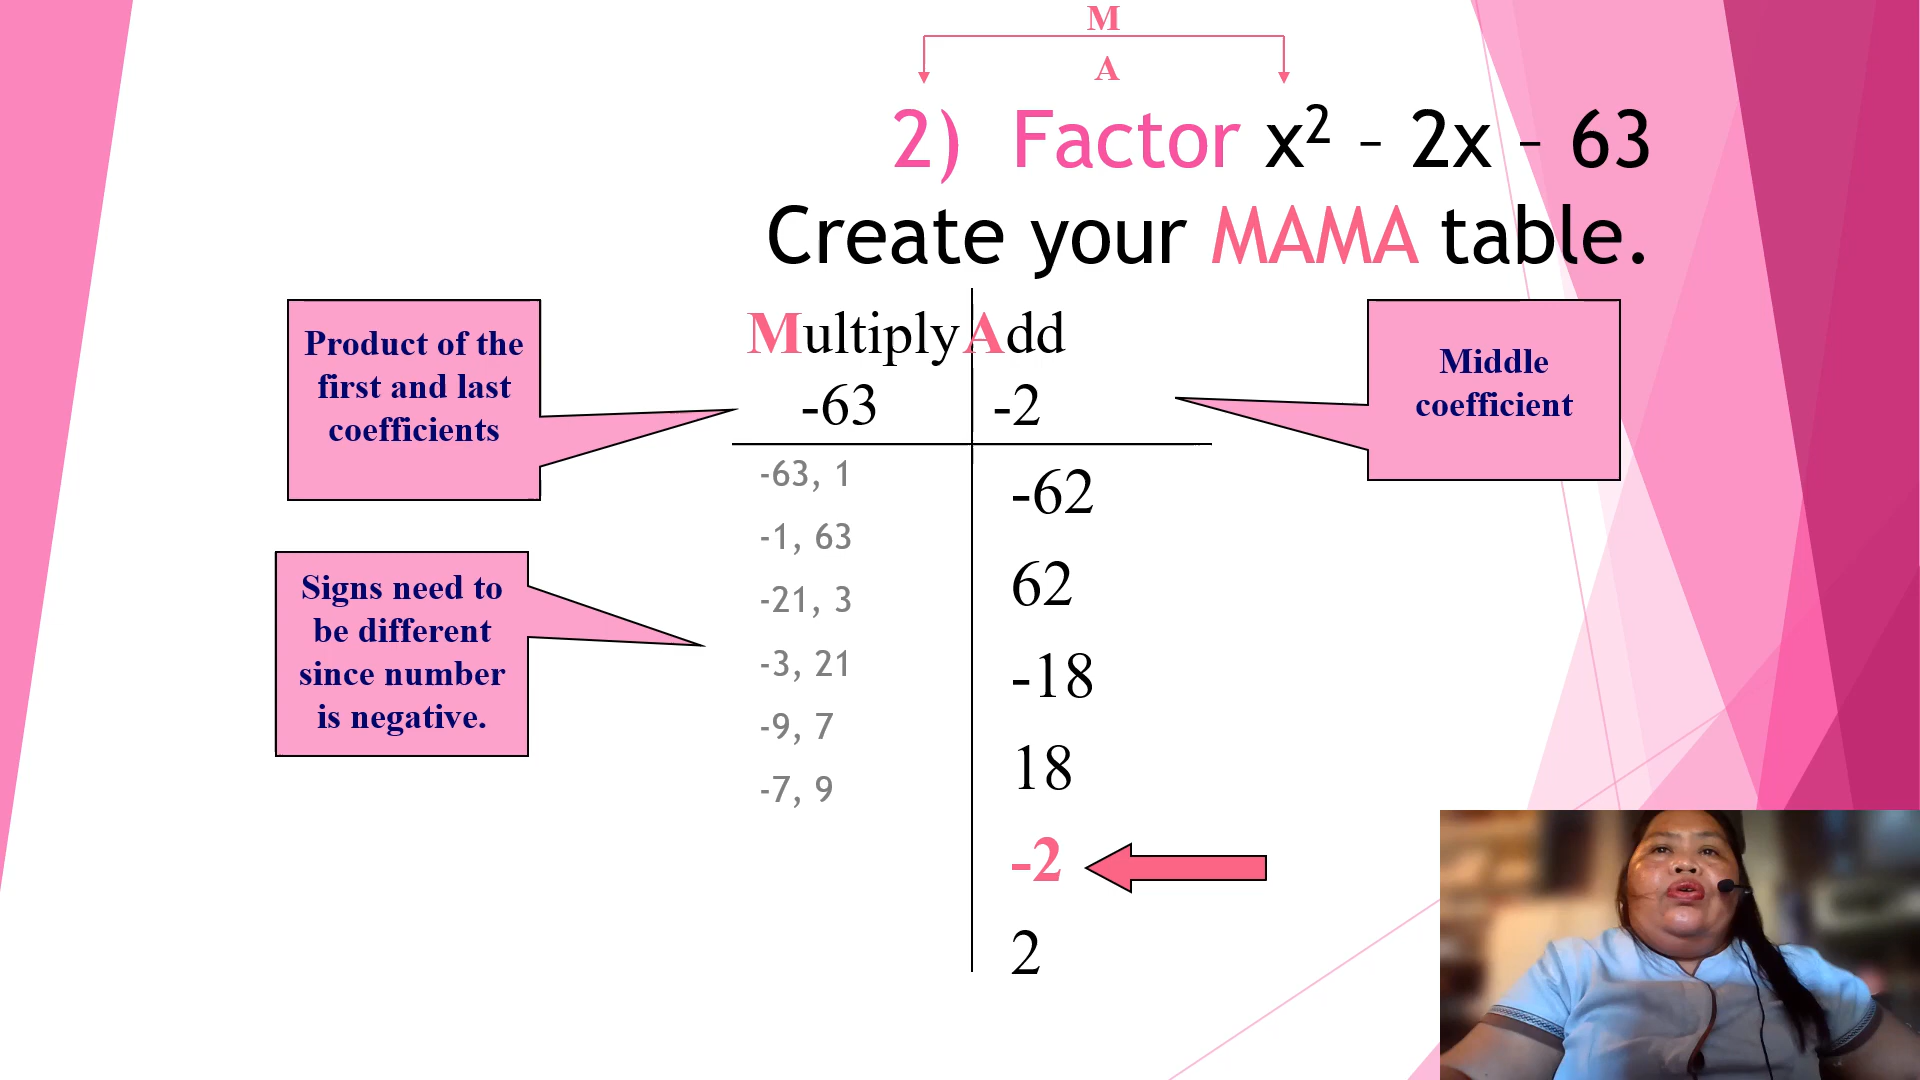 M
A
2) Factor x² – 2x – 63
Create your MAMA table.
Product of the
first and last
coefficients
Multiply Add
-63 -2
Middle
coefficient
-63, 1 -62
-1, 63 62
-21, 3 -18
-3, 21 18
-9, 7 -2
-7, 9 2
Signs need to
be different
since number
is negative.